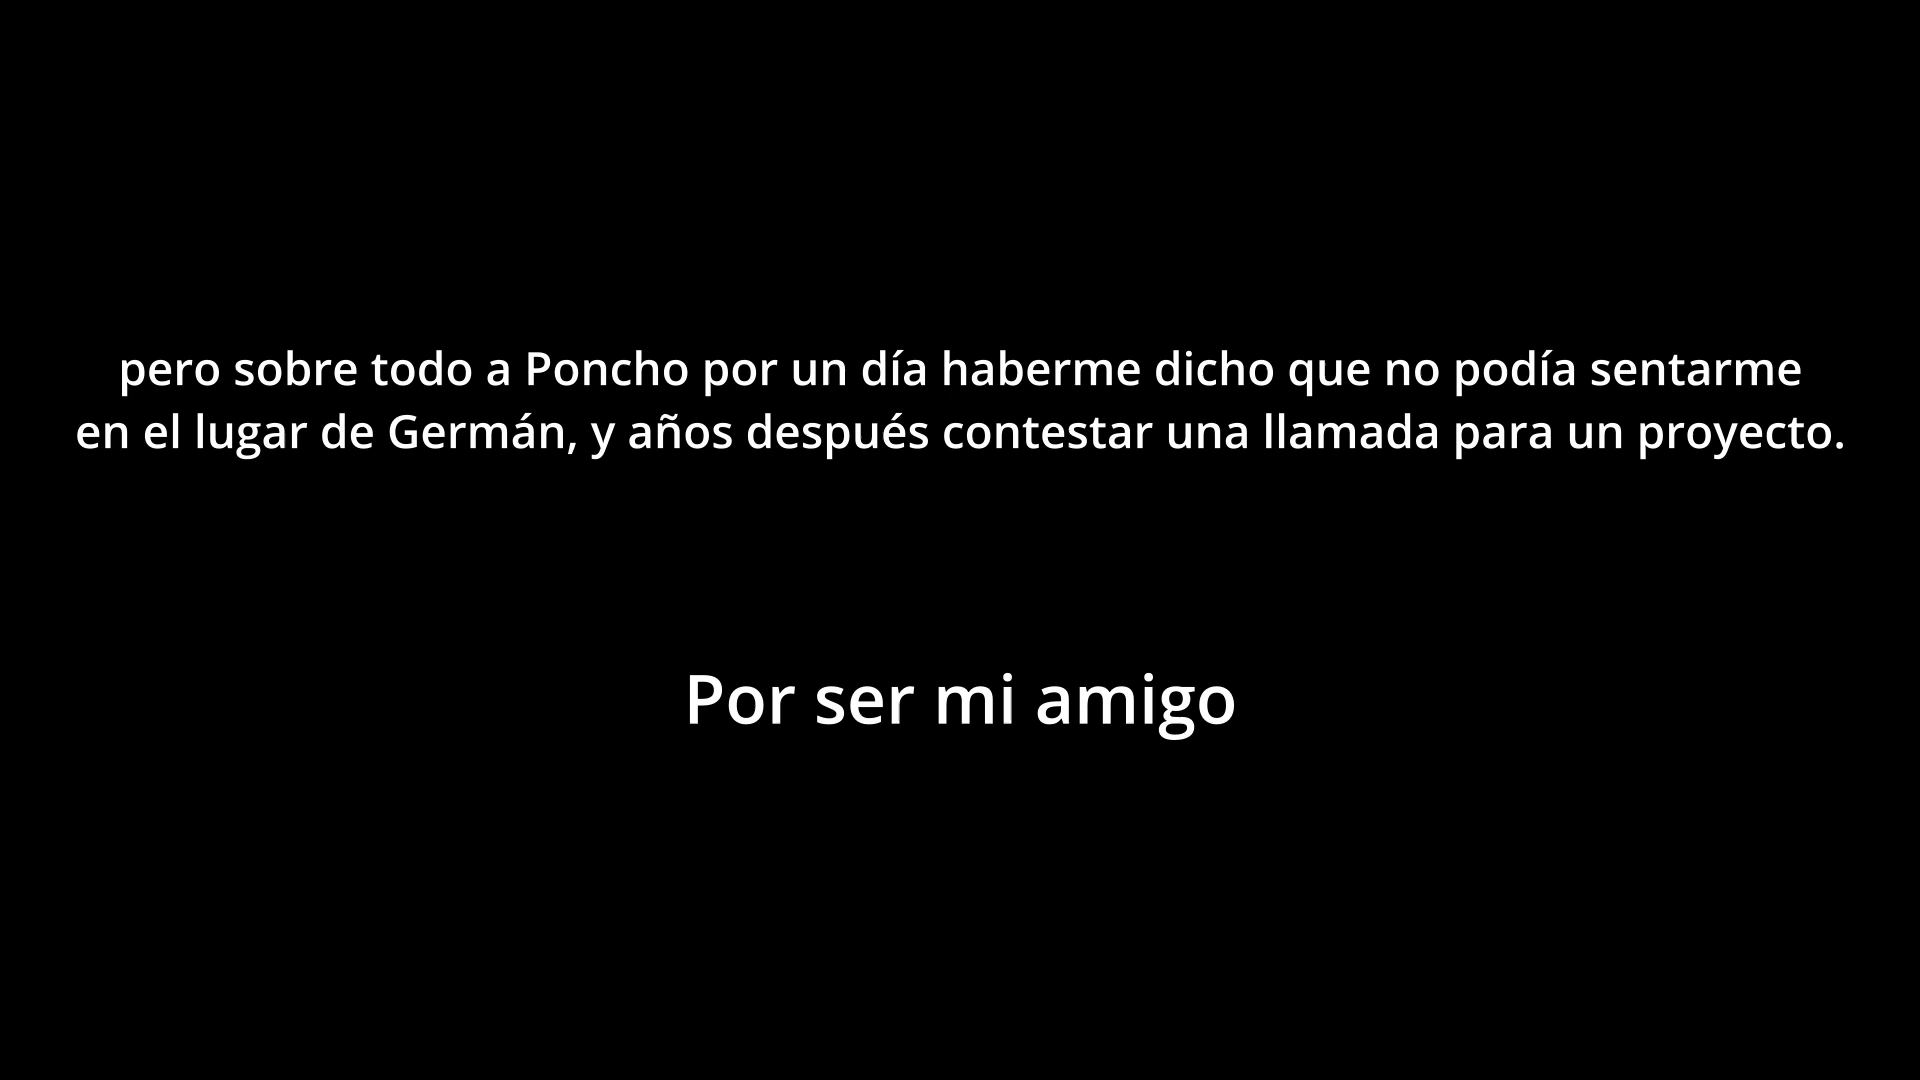 pero sobre todo a Poncho por un día haberme dicho que no podía sentarme
en el lugar de Germán, y años después contestar una llamada para un proyecto.
Por ser mi amigo